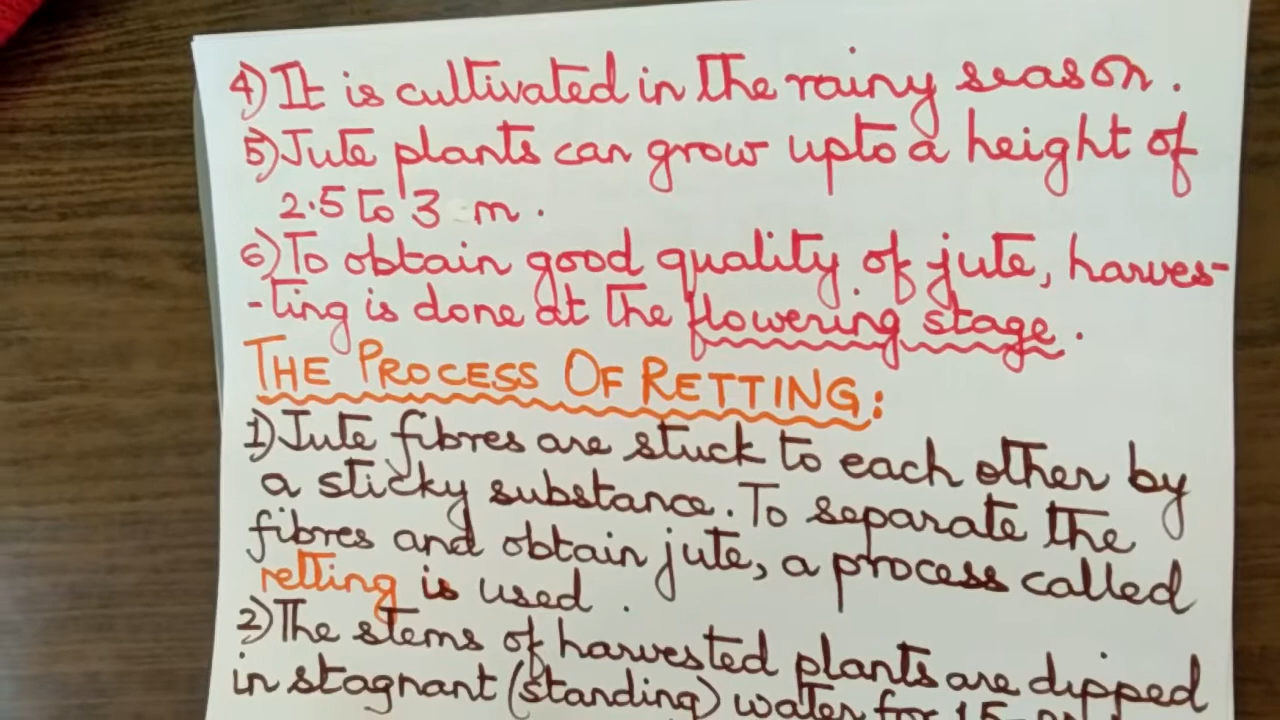 4) It is cultivated in the rainy season.
5) Jute plants can grow upto a height of
2.5 to 3 m.
6) To obtain good quality of jute, harves-
-ting is done at the flowering stage.
THE PROCESS OF RETTING:
1) Jute fibres are stuck to each other by
a sticky substance. To separate the
fibres and obtain jute, a process called
retting is used.
2) The stems of harvested plants are dipped
in stagnant (standing) water for 15